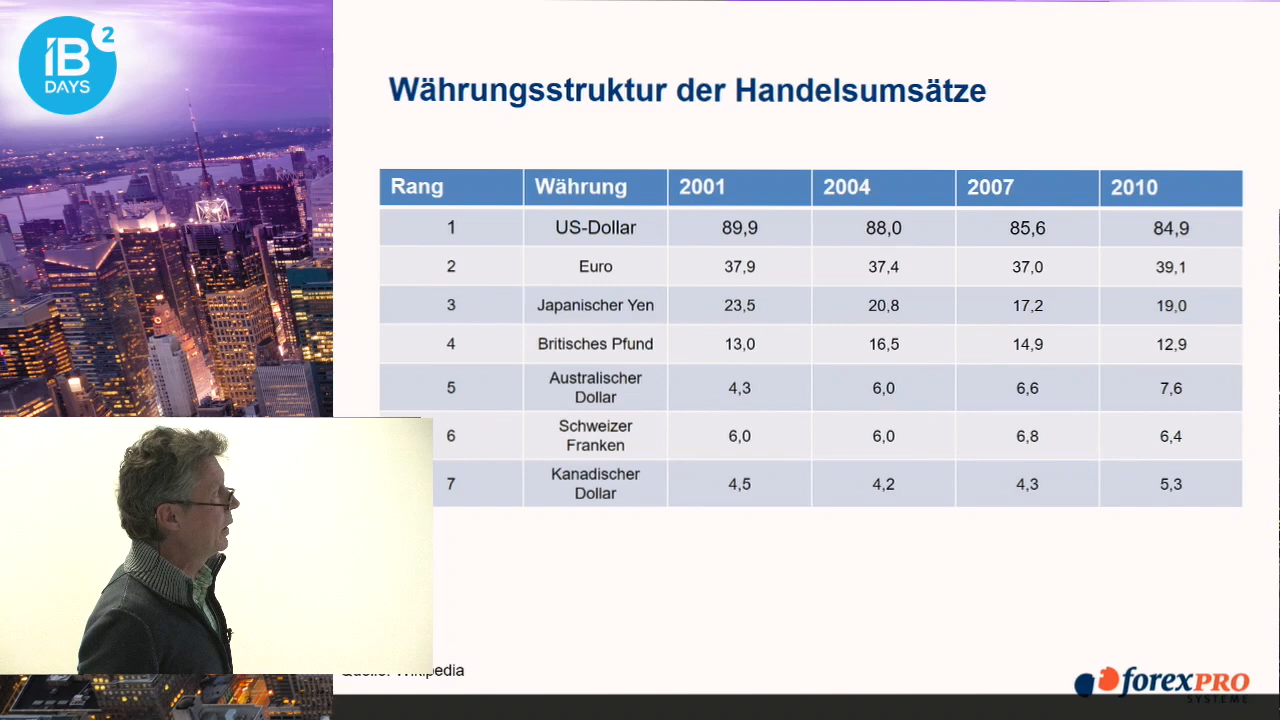 IB 2
DAYS
Währungsstruktur der Handelsumsätze
Rang Währung 2001 2004 2007 2010
1 US-Dollar 89,9 88,0 85,6 84,9
2 Euro 37,9 37,4 37,0 39,1
3 Japanischer Yen 23,5 20,8 17,2 19,0
4 Britisches Pfund 13,0 16,5 14,9 12,9
5 Australischer Dollar 4,3 6,0 6,6 7,6
6 Schweizer Franken 6,0 6,0 6,8 6,4
7 Kanadischer Dollar 4,5 4,2 4,3 5,3
forexPRO
SYSTEME